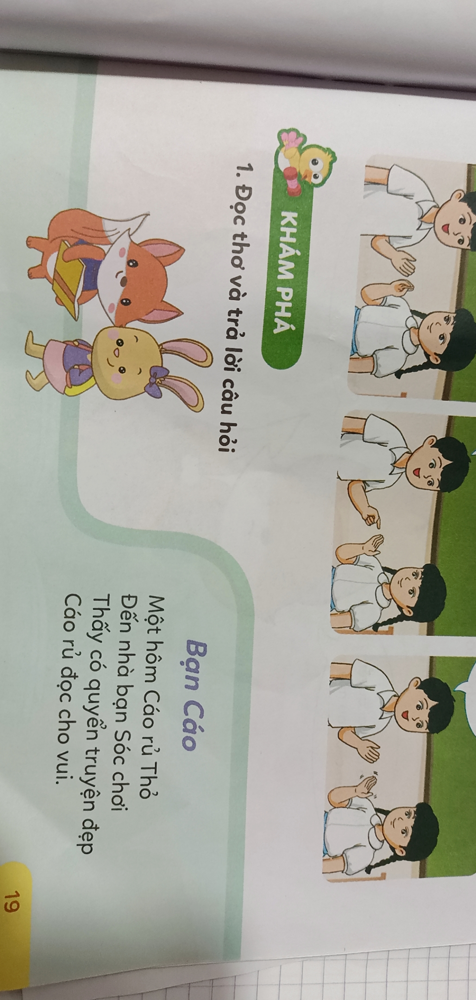 KHÁM PHÁ
1. Đọc thơ và trả lời câu hỏi
Bạn Cáo
Một hôm Cáo rủ Thỏ
Đến nhà bạn Sóc chơi
Thấy có quyển truyện đẹp
Cáo rủ đọc cho vui.
19